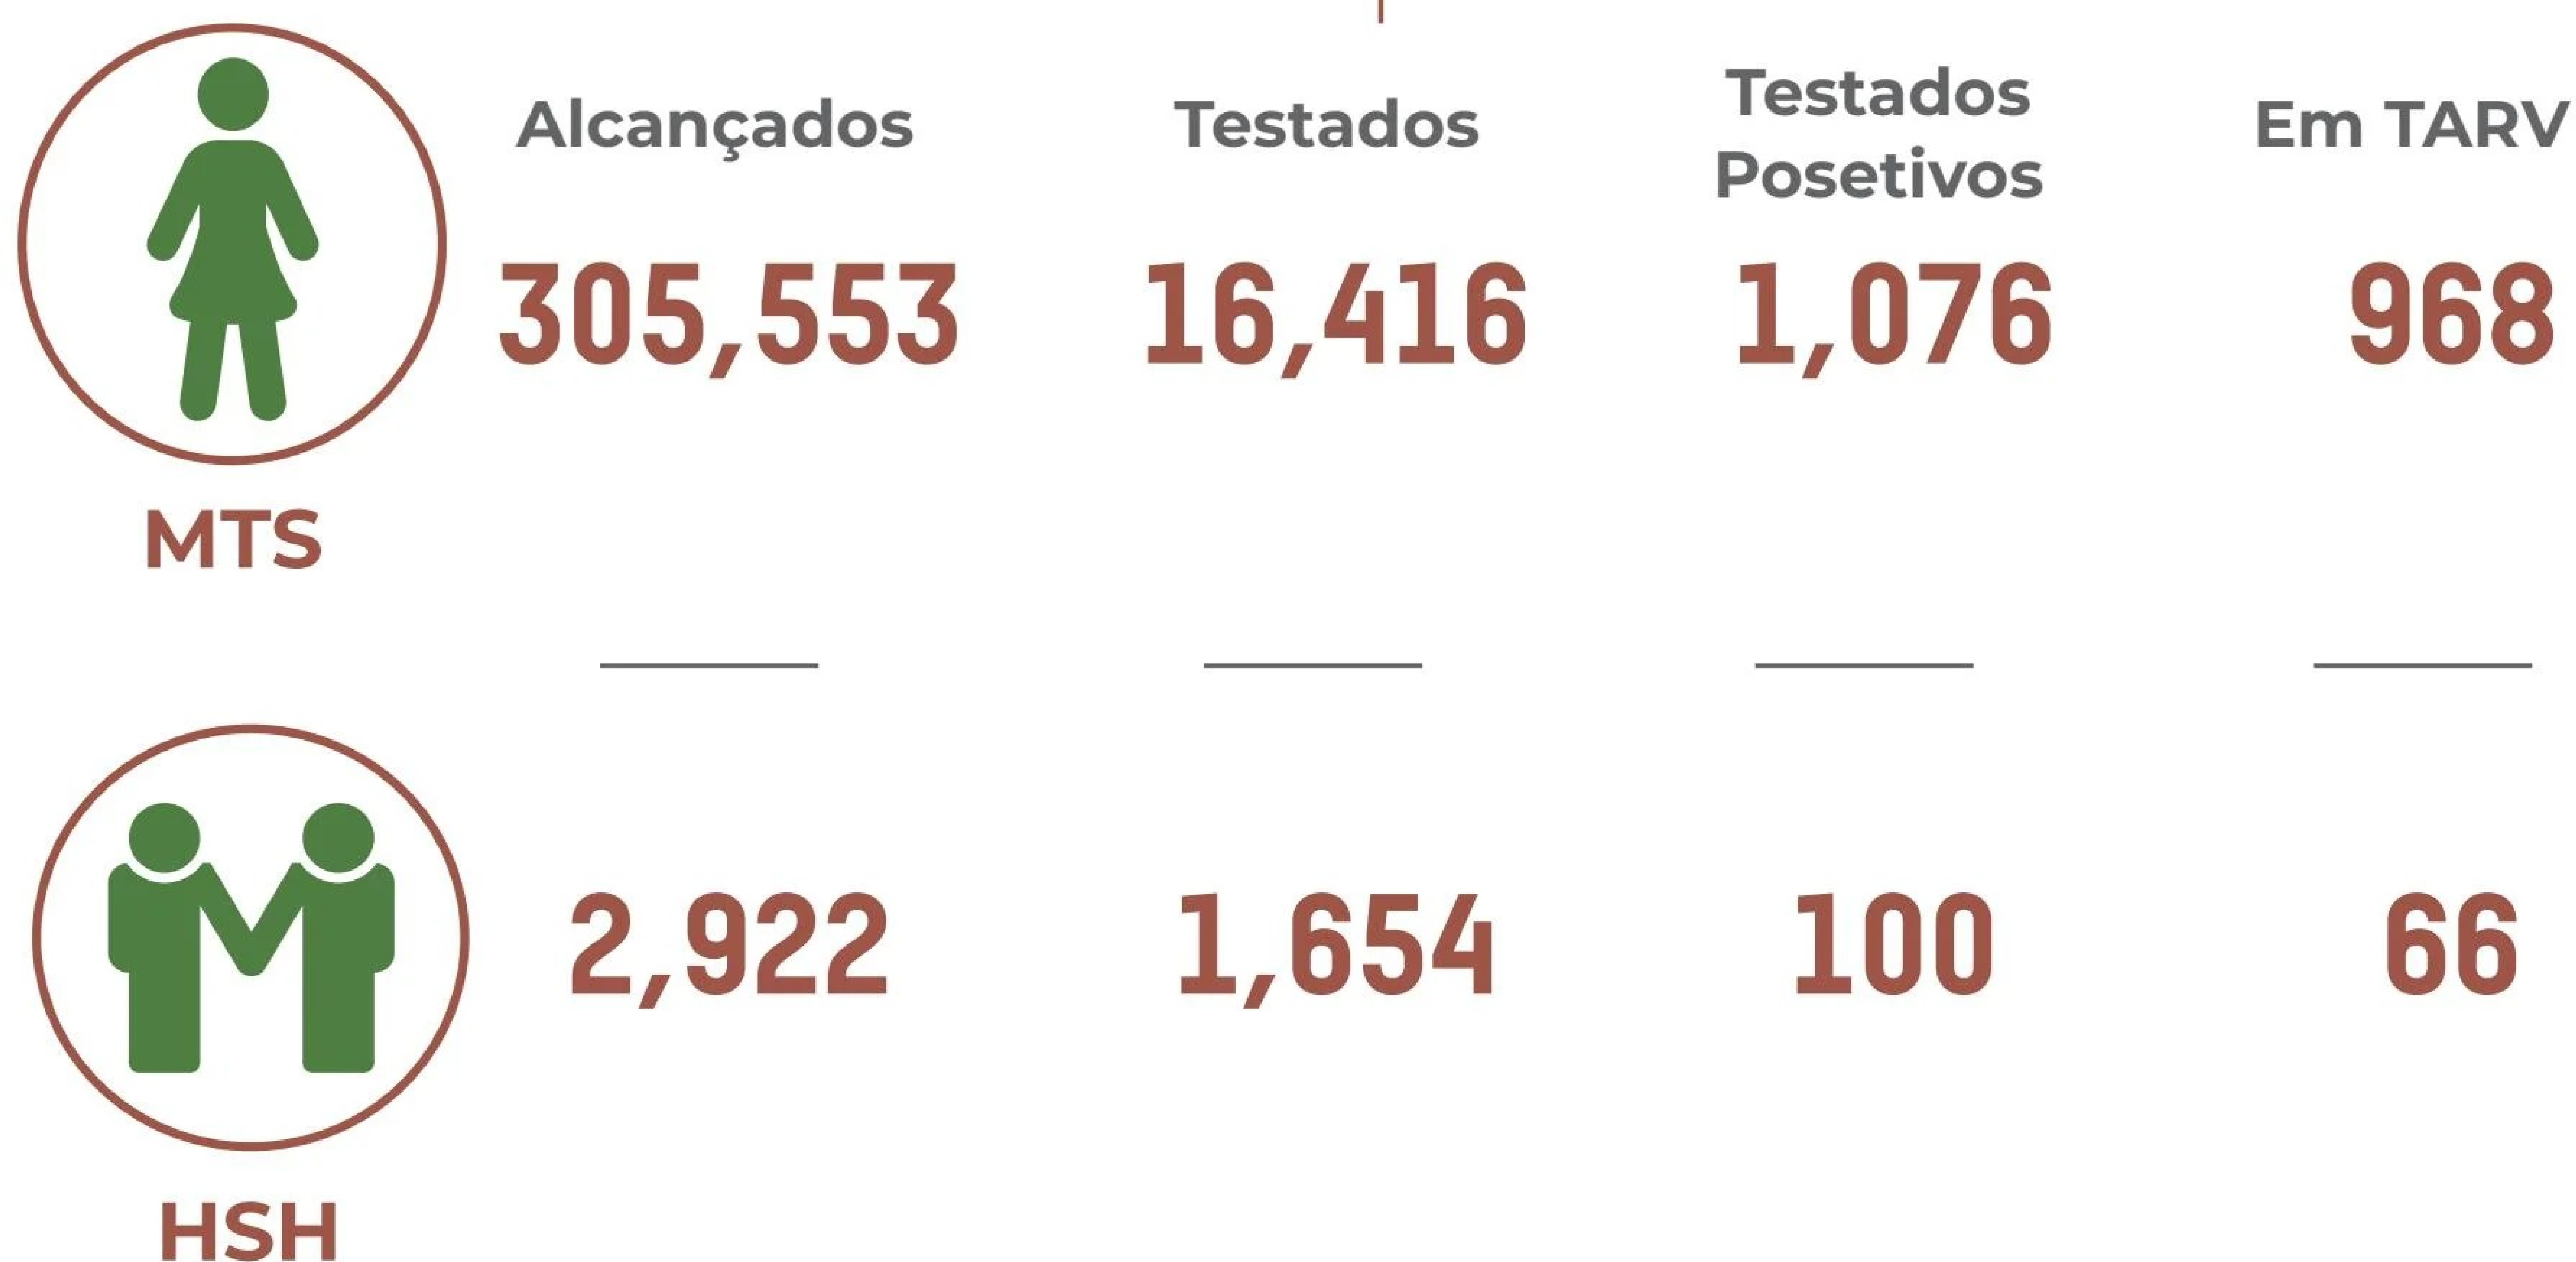 Alcançados
Testados
Testados
Posetivos
Em TARV
305,553
16,416
1,076
968
MTS
2,922
1,654
100
66
HSH